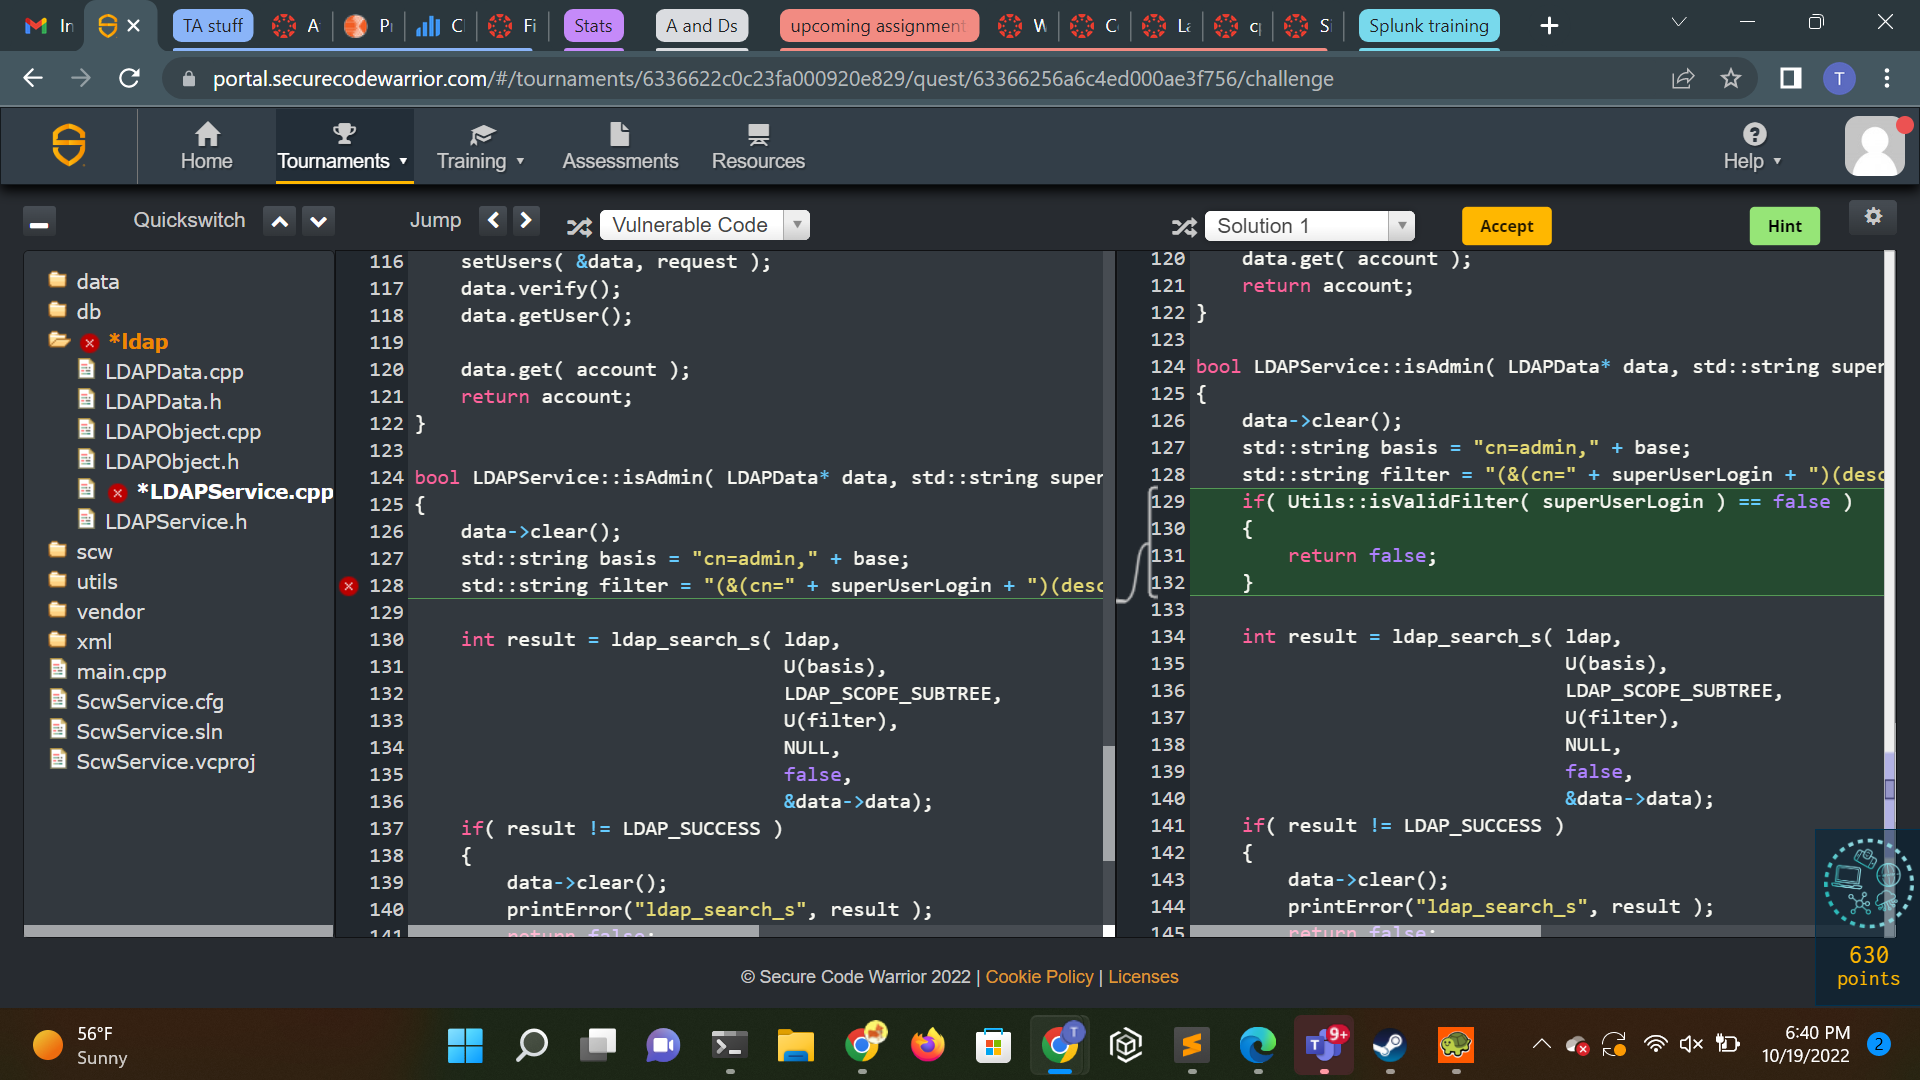 In
TA stuff
A
Pr
Cl
Fi
Stats
A and Ds
upcoming assignment
W
C
La
cp
Si
Splunk training
portal.securecodewarrior.com/#/tournaments/6336622c0c23fa000920e829/quest/63366256a6c4ed000ae3f756/challenge
T
Home
Tournaments
Training
Assessments
Resources
Help
Quickswitch
Jump
Vulnerable Code
Solution 1
Accept
Hint
data
db
*ldap
LDAPData.cpp
LDAPData.h
LDAPObject.cpp
LDAPObject.h
*LDAPService.cpp
LDAPService.h
scw
utils
vendor
xml
main.cpp
ScwService.cfg
ScwService.sln
ScwService.vcproj
116 setUsers( &data, request );
117 data.verify();
118 data.getUser();
119
120 data.get( account );
121 return account;
122 }
123
124 bool LDAPService::isAdmin( LDAPData* data, std::string super
125 {
126 data->clear();
127 std::string basis = "cn=admin," + base;
128 std::string filter = "(&(cn=" + superUserLogin + ")(desc
129
130 int result = ldap_search_s( ldap,
131 U(basis),
132 LDAP_SCOPE_SUBTREE,
133 U(filter),
134 NULL,
135 false,
136 &data->data);
137 if( result != LDAP_SUCCESS )
138 {
139 data->clear();
140 printError("ldap_search_s", result );
141 return false;
120 data.get( account );
121 return account;
122 }
123
124 bool LDAPService::isAdmin( LDAPData* data, std::string super
125 {
126 data->clear();
127 std::string basis = "cn=admin," + base;
128 std::string filter = "(&(cn=" + superUserLogin + ")(desc
129 if( Utils::isValidFilter( superUserLogin ) == false )
130 {
131 return false;
132 }
133
134 int result = ldap_search_s( ldap,
135 U(basis),
136 LDAP_SCOPE_SUBTREE,
137 U(filter),
138 NULL,
139 false,
140 &data->data);
141 if( result != LDAP_SUCCESS )
142 {
143 data->clear();
144 printError("ldap_search_s", result );
145 return false;
630
points
© Secure Code Warrior 2022 | Cookie Policy | Licenses
56°F
Sunny
T
9+
6:40 PM
10/19/2022
2